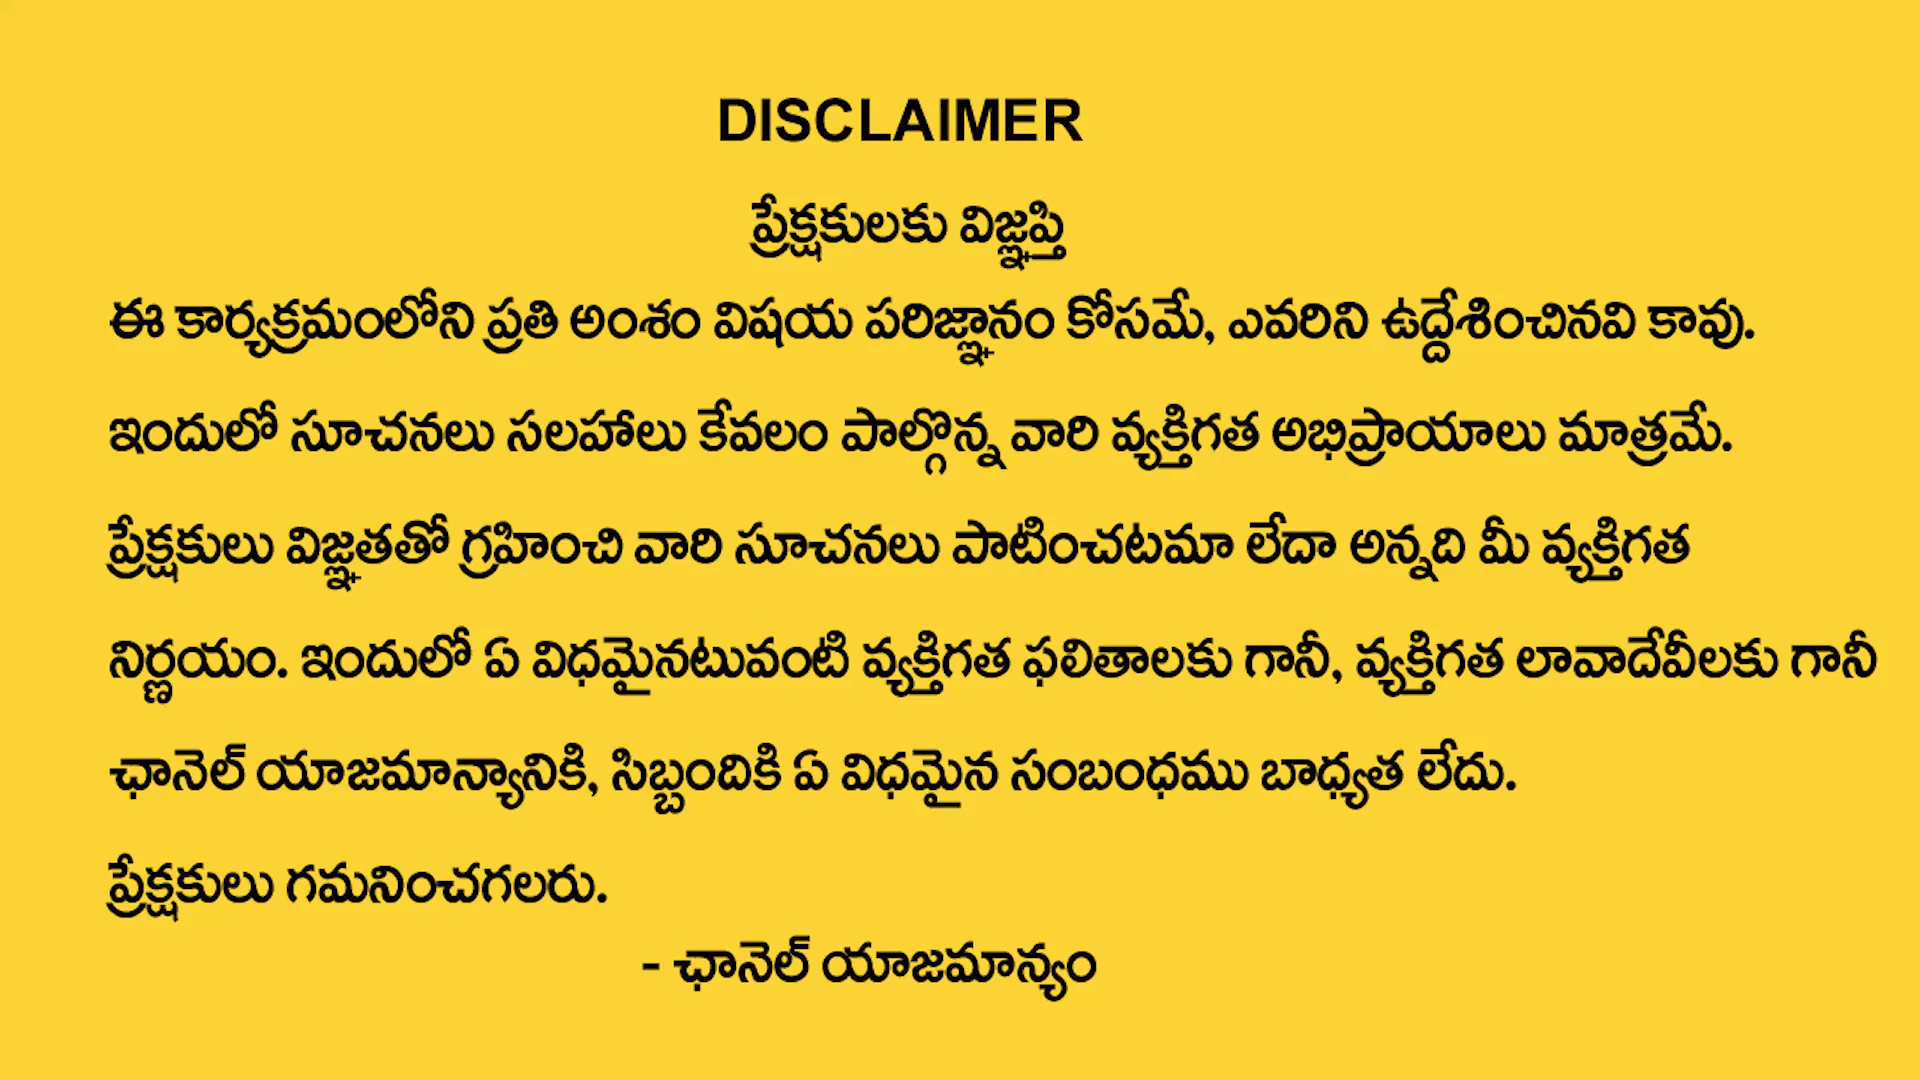 DISCLAIMER
ప్రేక్షకులకు విజ్ఞప్తి
ఈ కార్యక్రమంలోని ప్రతి అంశం విషయ పరిజ్ఞానం కోసమే, ఎవరిని ఉద్దేశించినవి కావు.
ఇందులో సూచనలు సలహాలు కేవలం పాల్గొన్న వారి వ్యక్తిగత అభిప్రాయాలు మాత్రమే.
ప్రేక్షకులు విజ్ఞతతో గ్రహించి వారి సూచనలు పాటించటమా లేదా అన్నది మీ వ్యక్తిగత
నిర్ణయం. ఇందులో ఏ విధమైనటువంటి వ్యక్తిగత ఫలితాలకు గానీ, వ్యక్తిగత లావాదేవీలకు గానీ
ఛానెల్ యాజమాన్యానికి, సిబ్బందికి ఏ విధమైన సంబంధము బాధ్యత లేదు.
ప్రేక్షకులు గమనించగలరు.
- ఛానెల్ యాజమాన్యం